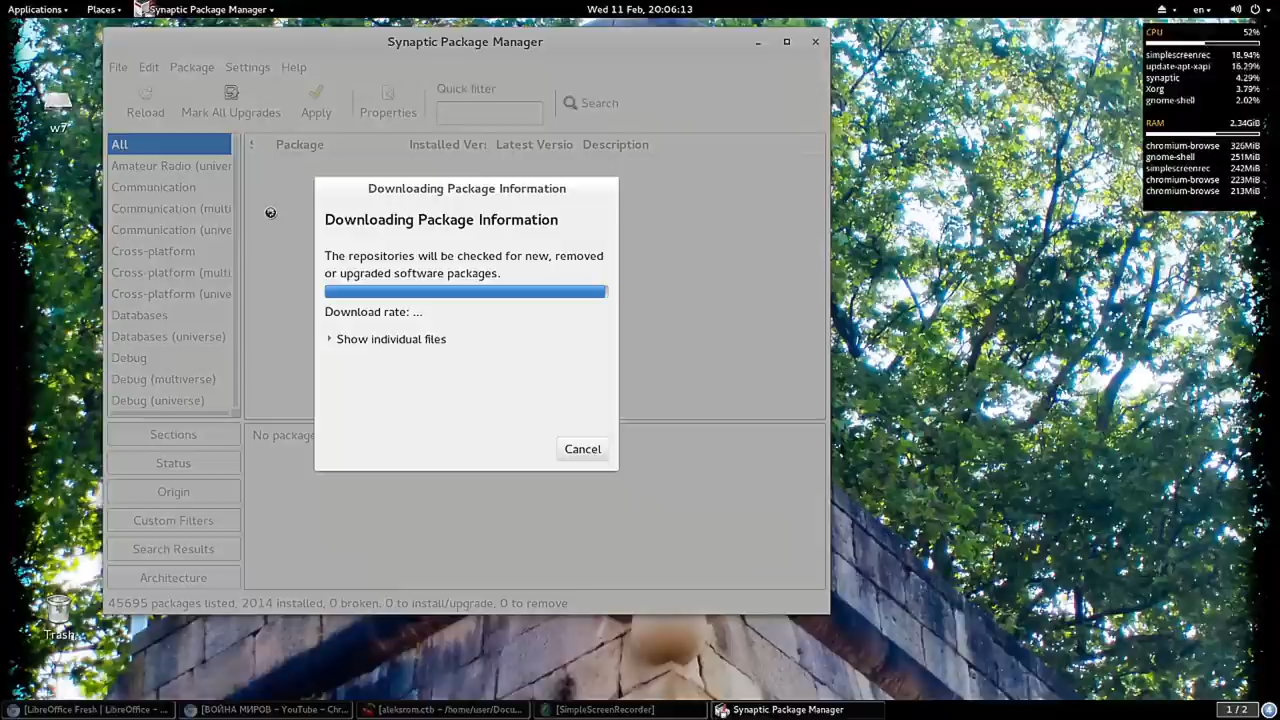 Applications Places Synaptic Package Manager Wed 11 Feb, 20:06:13 en
Synaptic Package Manager
File Edit Package Settings Help
Quick filter
Reload Mark All Upgrades Apply Properties Search
All
Amateur Radio (univer
Communication
Communication (multi
Communication (unive
Cross-platform
Cross-platform (multi
Cross-platform (unive
Databases
Databases (universe)
Debug
Debug (multiverse)
Debug (universe)
Sections
Status
Origin
Custom Filters
Search Results
Architecture
S Package Installed Ver: Latest Versio Description
No package
Downloading Package Information
Downloading Package Information
The repositories will be checked for new, removed
or upgraded software packages.
Download rate: ...
Show individual files
Cancel
45695 packages listed, 2014 installed, 0 broken, 0 to install/upgrade, 0 to remove
w7
Trash
CPU 52%
simplescreenrec 18.94%
update-apt-xapi 16.29%
synaptic 4.29%
Xorg 3.79%
gnome-shell 2.02%
RAM 2.34GiB
chromium-browse 326MiB
gnome-shell 251MiB
simplescreenrec 242MiB
chromium-browse 223MiB
chromium-browse 213MiB
[LibreOffice Fresh | LibreOffice – ... [ВОЙНА МИРОВ – YouTube – Chr... [aleksrom.ctb – /home/user/Docu... [SimpleScreenRecorder] Synaptic Package Manager 1 / 2 4